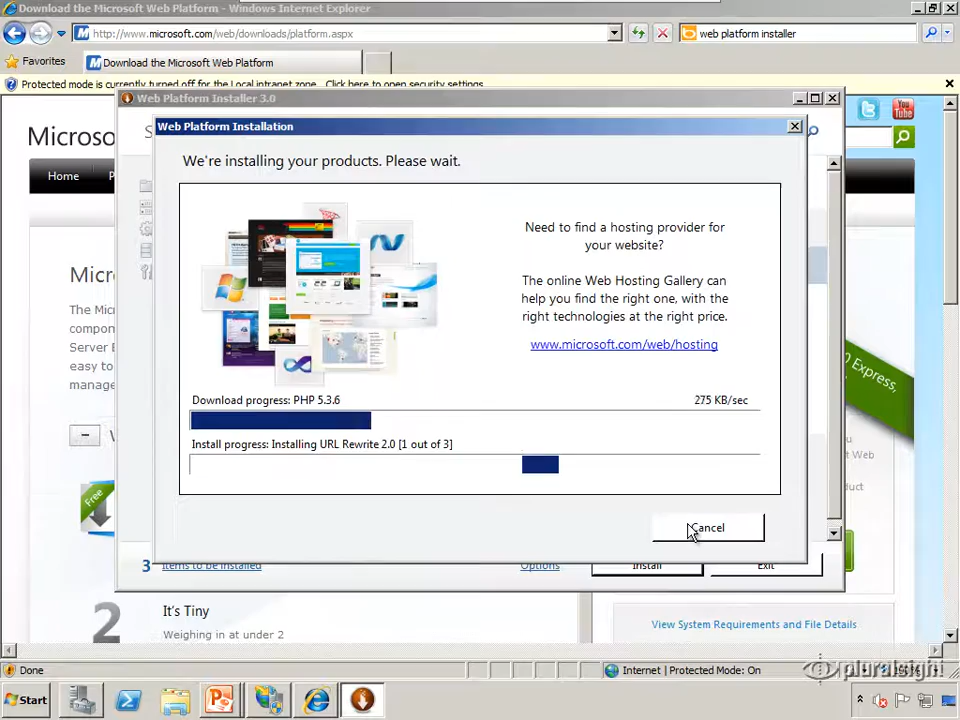 Download the Microsoft Web Platform - Windows Internet Explorer
http://www.microsoft.com/web/downloads/platform.aspx
web platform installer
Favorites
Download the Microsoft Web Platform
Protected mode is currently turned off for the Local intranet zone. Click here to open security settings.
Web Platform Installer 3.0
Web Platform Installation
Microso
Home
We're installing your products. Please wait.
Need to find a hosting provider for
your website?
The online Web Hosting Gallery can
help you find the right one, with the
right technologies at the right price.
www.microsoft.com/web/hosting
Micr
The Mic
compon
Server E
easy to
manage
0 Express,
Download progress: PHP 5.3.6
275 KB/sec
Install progress: Installing URL Rewrite 2.0 [1 out of 3]
Free
Cancel
3 Items to be installed
Options
Install
Exit
2
It's Tiny
Weighing in at under 2
View System Requirements and File Details
Done
Internet | Protected Mode: On
pluralsight
Start